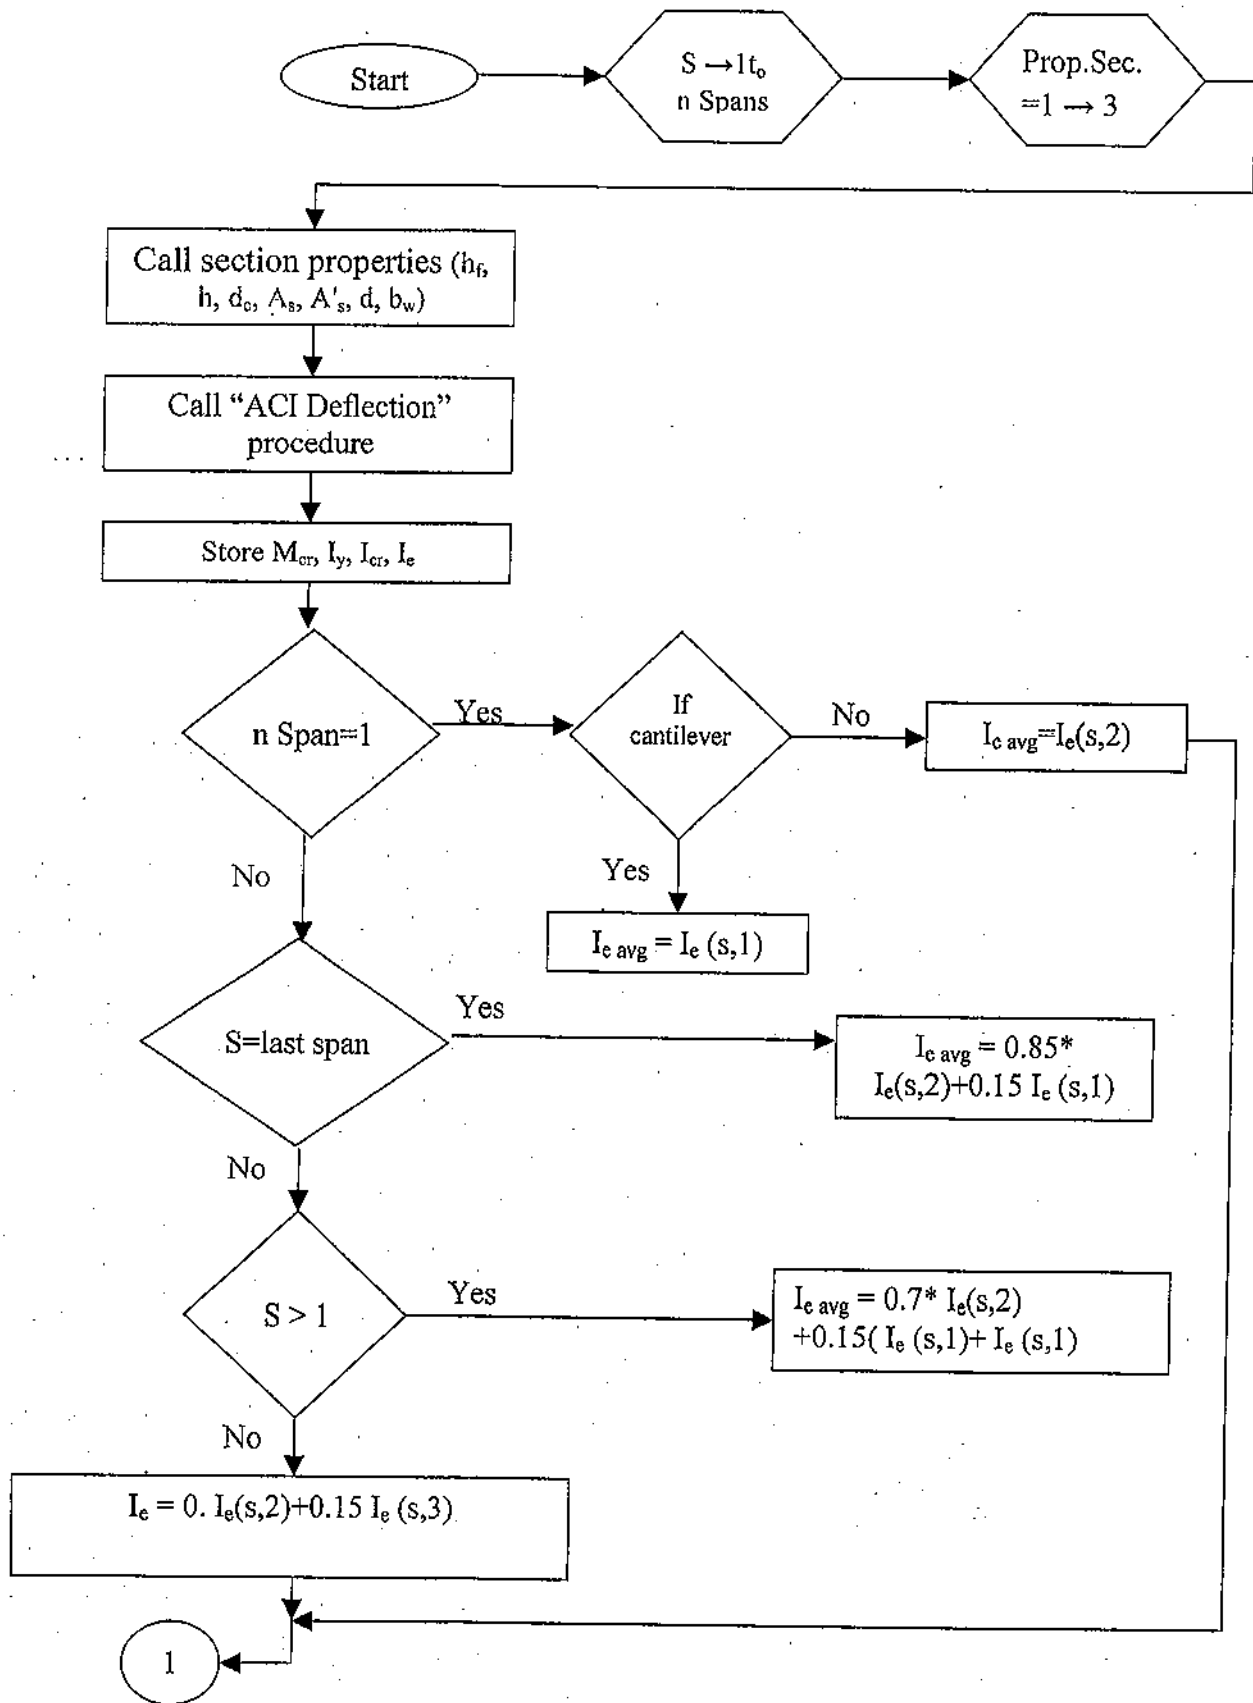 Start
S →1tₒ
n Spans
Prop.Sec.
=1 → 3
Call section properties (h_f,
h, d_c, A_s, A'_s, d, b_w)
Call “ACI Deflection”
procedure
Store M_cr, I_y, I_cr, I_e
n Span=1
Yes
If
cantilever
No
I_e avg=I_e(s,2)
Yes
I_e avg = I_e (s,1)
No
S=last span
Yes
I_e avg = 0.85*
I_e(s,2)+0.15 I_e (s,1)
No
S > 1
Yes
I_e avg = 0.7* I_e(s,2)
+0.15( I_e (s,1)+ I_e (s,1)
No
I_e = 0. I_e(s,2)+0.15 I_e (s,3)
1